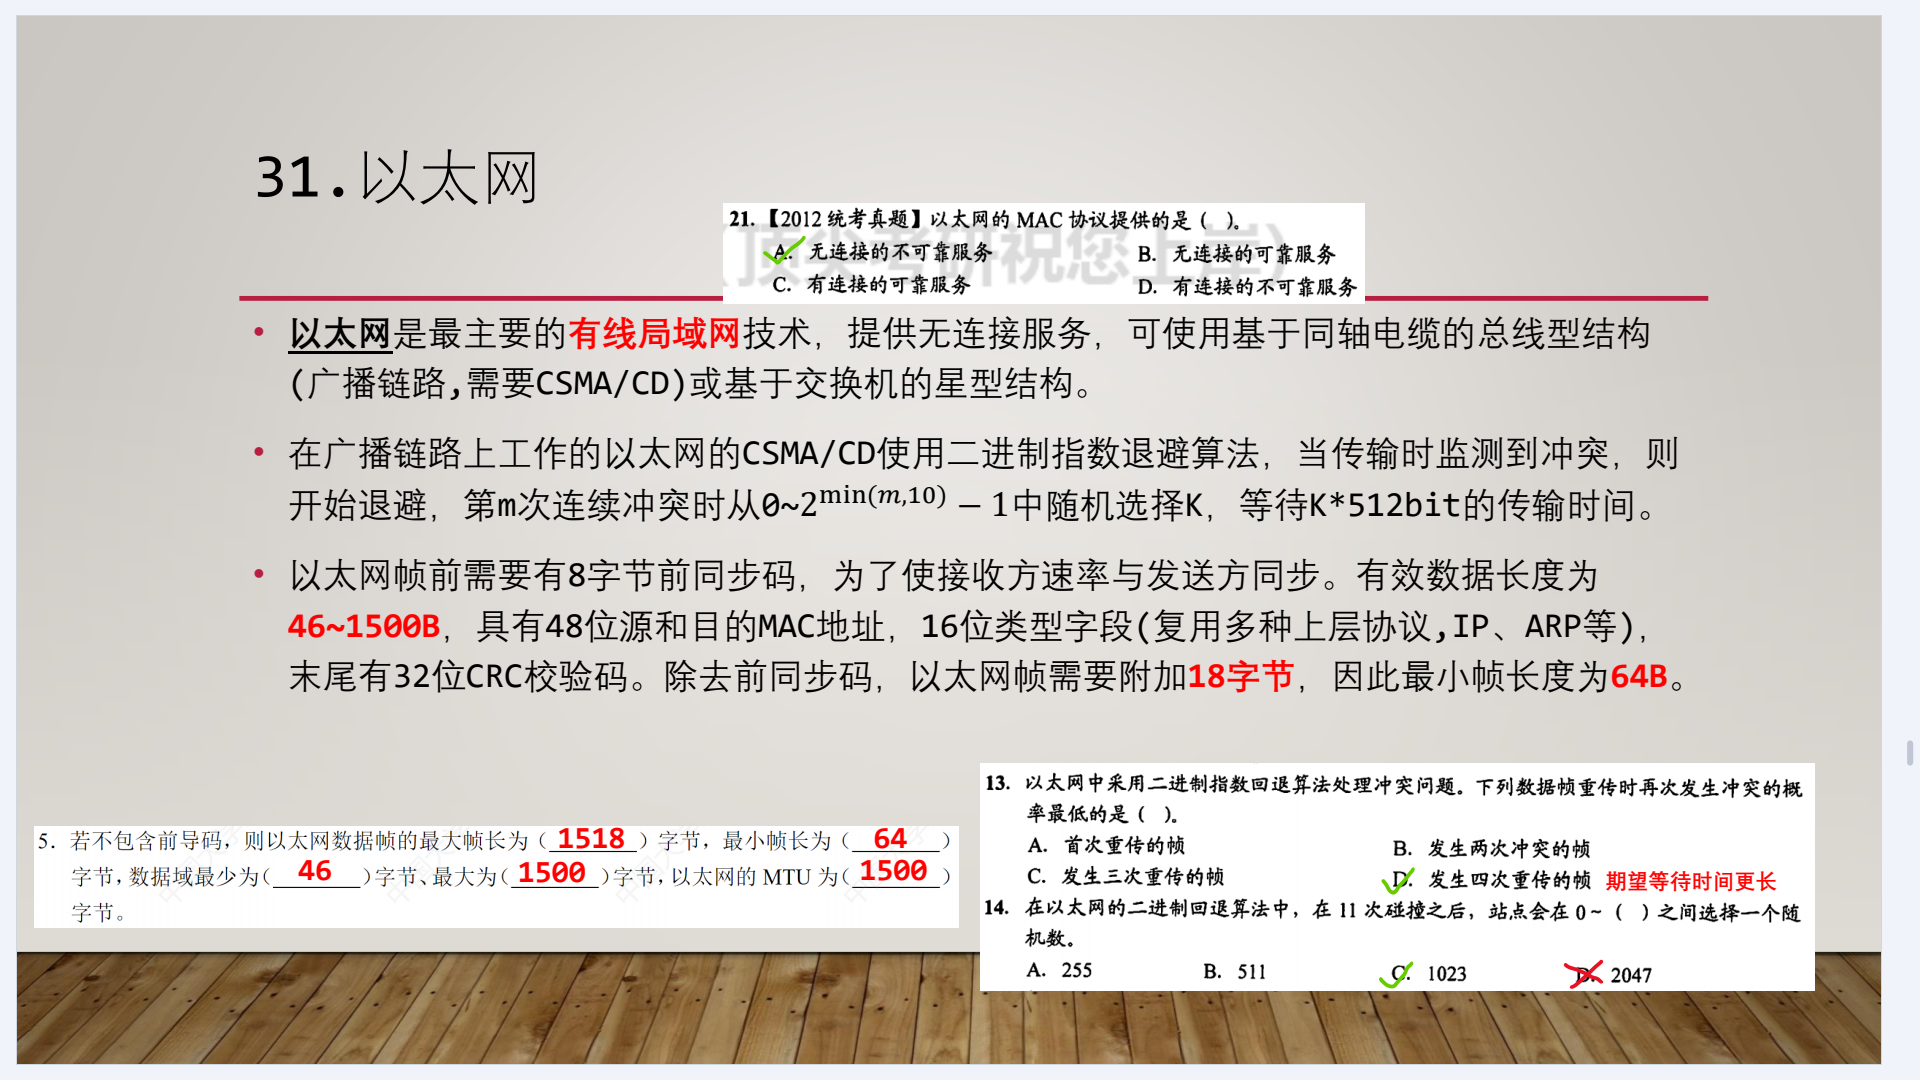 31.以太网
21.【2012 统考真题】以太网的 MAC 协议提供的是（ ）。
A. 无连接的不可靠服务 B. 无连接的可靠服务
C. 有连接的可靠服务 D. 有连接的不可靠服务
(顶尖考研祝您上岸)
• 以太网是最主要的有线局域网技术，提供无连接服务，可使用基于同轴电缆的总线型结构
(广播链路,需要CSMA/CD)或基于交换机的星型结构。
• 在广播链路上工作的以太网的CSMA/CD使用二进制指数退避算法，当传输时监测到冲突，则
开始退避，第m次连续冲突时从0~2^min(m,10) − 1中随机选择K，等待K*512bit的传输时间。
• 以太网帧前需要有8字节前同步码，为了使接收方速率与发送方同步。有效数据长度为
46~1500B，具有48位源和目的MAC地址，16位类型字段(复用多种上层协议,IP、ARP等)，
末尾有32位CRC校验码。除去前同步码，以太网帧需要附加18字节，因此最小帧长度为64B。
5. 若不包含前导码，则以太网数据帧的最大帧长为（ 1518 ）字节，最小帧长为（ 64 ）
字节，数据域最少为（ 46 ）字节、最大为（ 1500 ）字节，以太网的 MTU 为（ 1500 ）
字节。
13. 以太网中采用二进制指数回退算法处理冲突问题。下列数据帧重传时再次发生冲突的概
率最低的是（ ）。
A. 首次重传的帧 B. 发生两次冲突的帧
C. 发生三次重传的帧 D. 发生四次重传的帧 期望等待时间更长
14. 在以太网的二进制回退算法中，在 11 次碰撞之后，站点会在 0～（ ）之间选择一个随
机数。
A. 255 B. 511 C. 1023 D. 2047